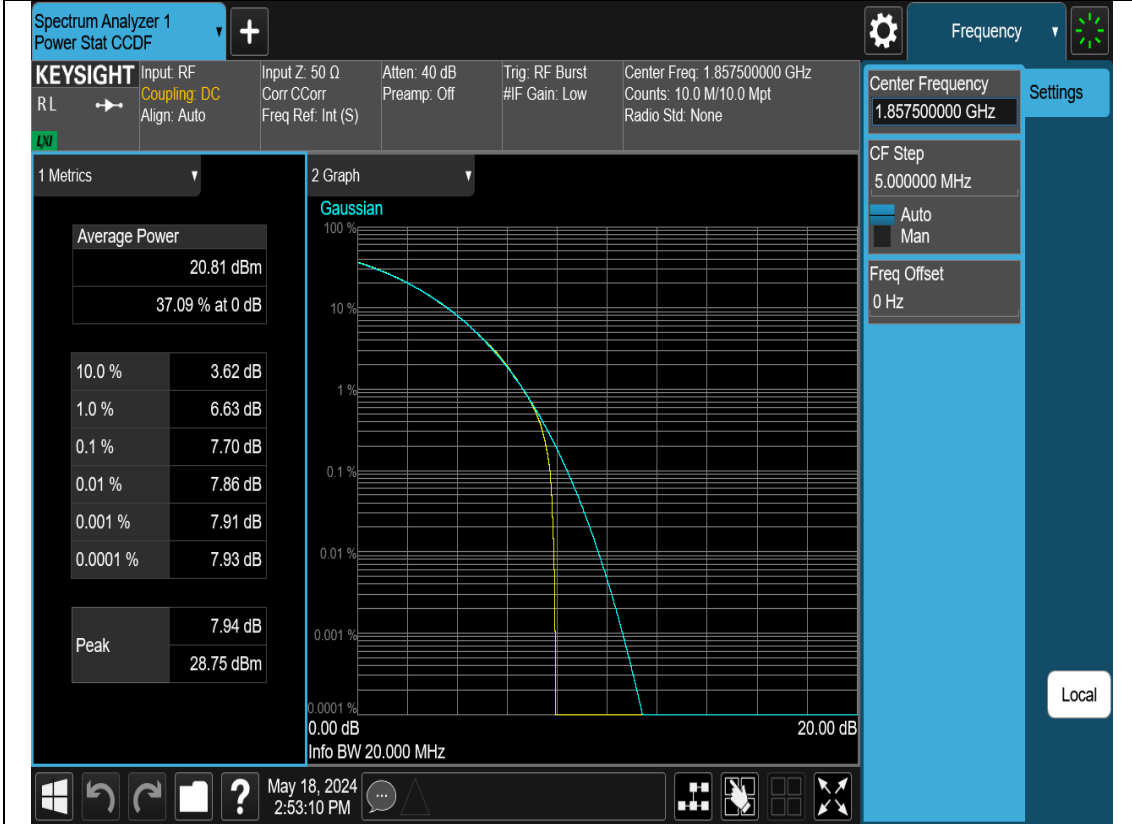 Spectrum Analyzer 1
Power Stat CCDF
Frequency
KEYSIGHT
RL
LXI
Input: RF
Coupling: DC
Align: Auto
Input Z: 50 Ω
Corr CCorr
Freq Ref: Int (S)
Atten: 40 dB
Preamp: Off
Trig: RF Burst
#IF Gain: Low
Center Freq: 1.857500000 GHz
Counts: 10.0 M/10.0 Mpt
Radio Std: None
Center Frequency
1.857500000 GHz
Settings
CF Step
5.000000 MHz
Auto
Man
Freq Offset
0 Hz
1 Metrics
Average Power
20.81 dBm
37.09 % at 0 dB
10.0 % 3.62 dB
1.0 % 6.63 dB
0.1 % 7.70 dB
0.01 % 7.86 dB
0.001 % 7.91 dB
0.0001 % 7.93 dB
Peak
7.94 dB
28.75 dBm
2 Graph
Gaussian
100 %
10 %
1 %
0.1 %
0.01 %
0.001 %
0.0001 %
0.00 dB 20.00 dB
Info BW 20.000 MHz
Local
?
May 18, 2024
2:53:10 PM